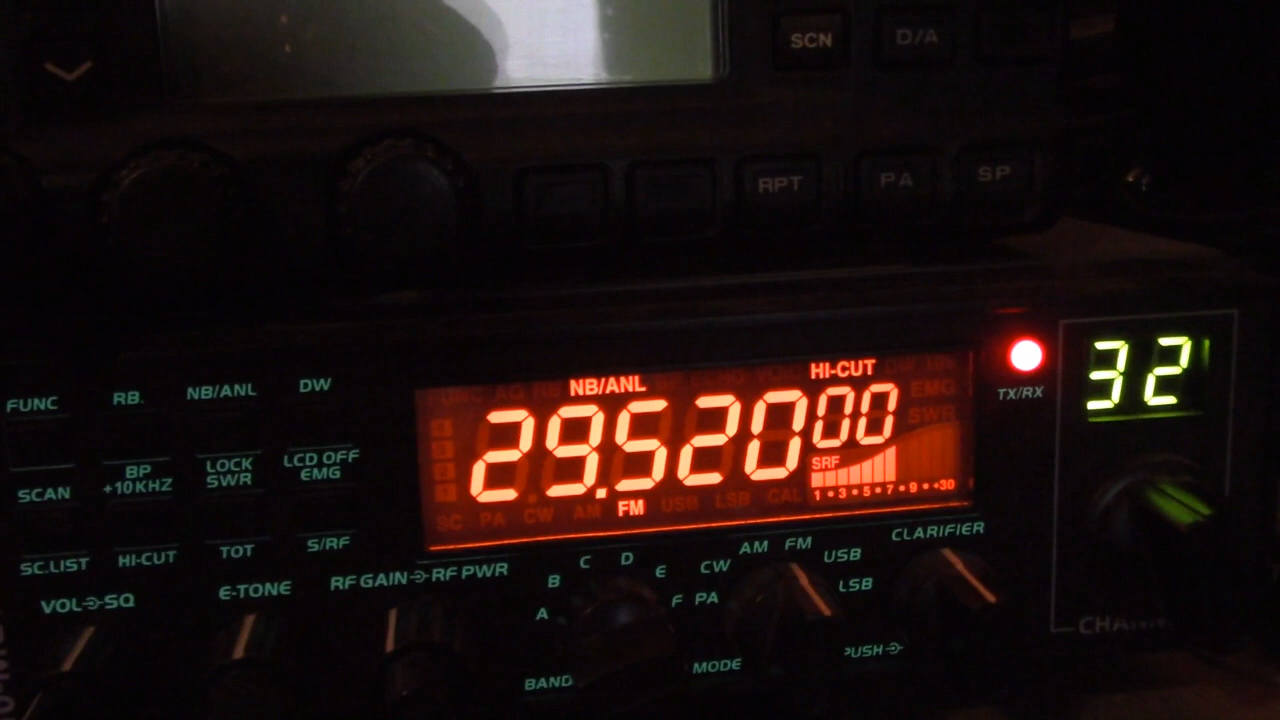 SCN D/A
RPT PA SP
FUNC RB. NB/ANL DW
SCAN BP +10KHZ LOCK SWR LCD OFF EMG
SC.LIST HI-CUT TOT S/RF
VOL SQ E-TONE RF GAIN RF PWR
NB/ANL HI-CUT
EMG
SWR
29.52000
SRF
1•3•5•7•9•+30
SC PA CW AM FM USB LSB CAL
TX/RX
32
A B C D E F
BAND
PA CW AM FM USB LSB
MODE
CLARIFIER
PUSH